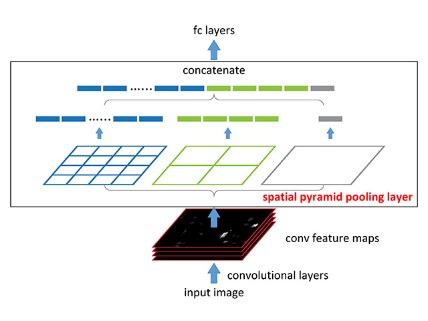 fc layers
concatenate
......
......
spatial pyramid pooling layer
conv feature maps
convolutional layers
input image